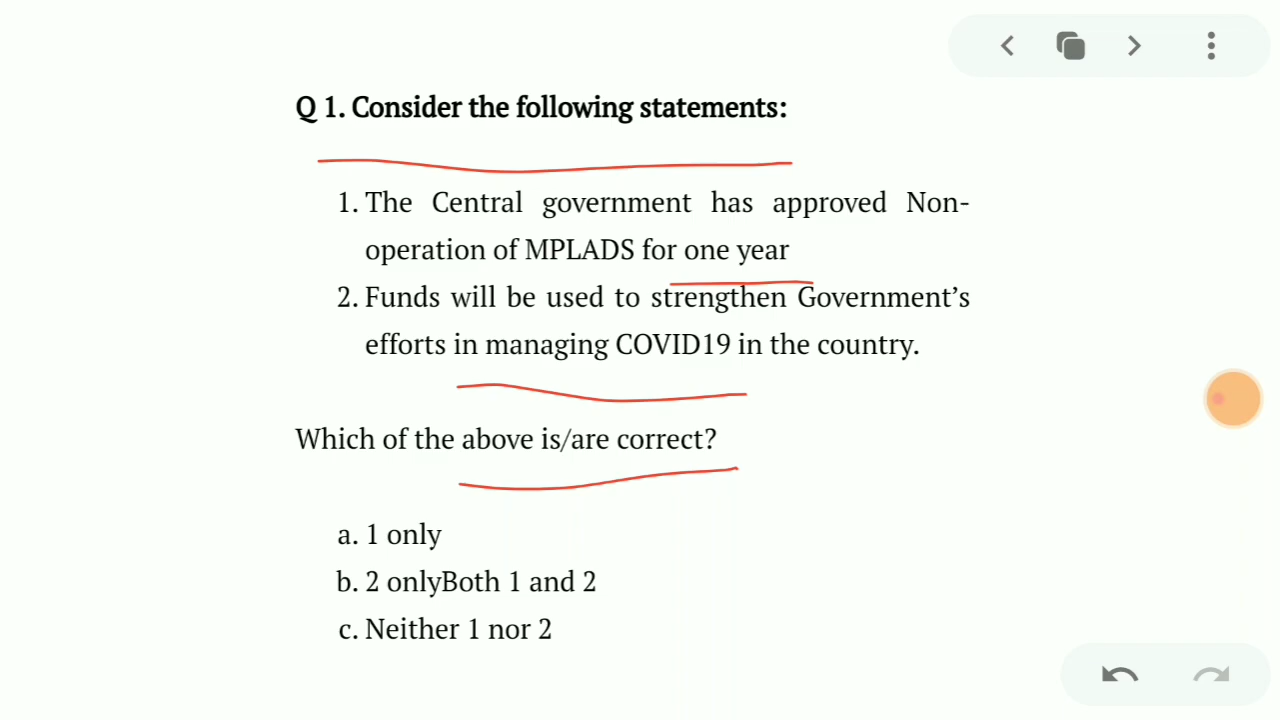 Q 1. Consider the following statements:
1. The Central government has approved Non-
operation of MPLADS for one year
2. Funds will be used to strengthen Government’s
efforts in managing COVID19 in the country.
Which of the above is/are correct?
a. 1 only
b. 2 onlyBoth 1 and 2
c. Neither 1 nor 2